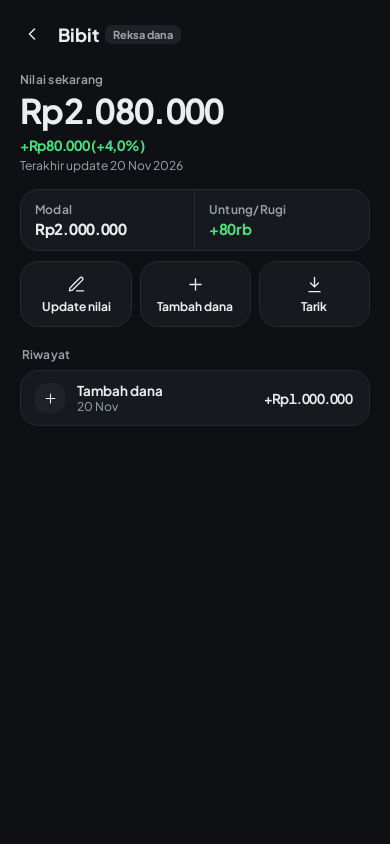 Bibit Reksa dana
Nilai sekarang
Rp2.080.000
+Rp80.000(+4,0%)
Terakhir update 20 Nov 2026
Modal
Rp2.000.000
Untung/Rugi
+80rb
Update nilai
Tambah dana
Tarik
Riwayat
Tambah dana
20 Nov
+Rp1.000.000